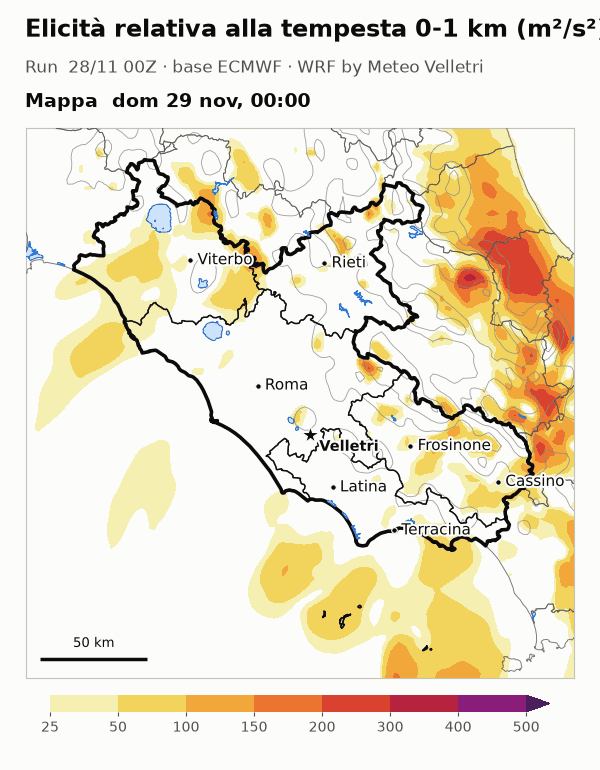 Elicità relativa alla tempesta 0-1 km (m²/s²)
Run 28/11 00Z · base ECMWF · WRF by Meteo Velletri
Mappa dom 29 nov, 00:00
Viterbo
Rieti
Roma
Velletri
Frosinone
Cassino
Latina
Terracina
50 km
25 50 100 150 200 300 400 500